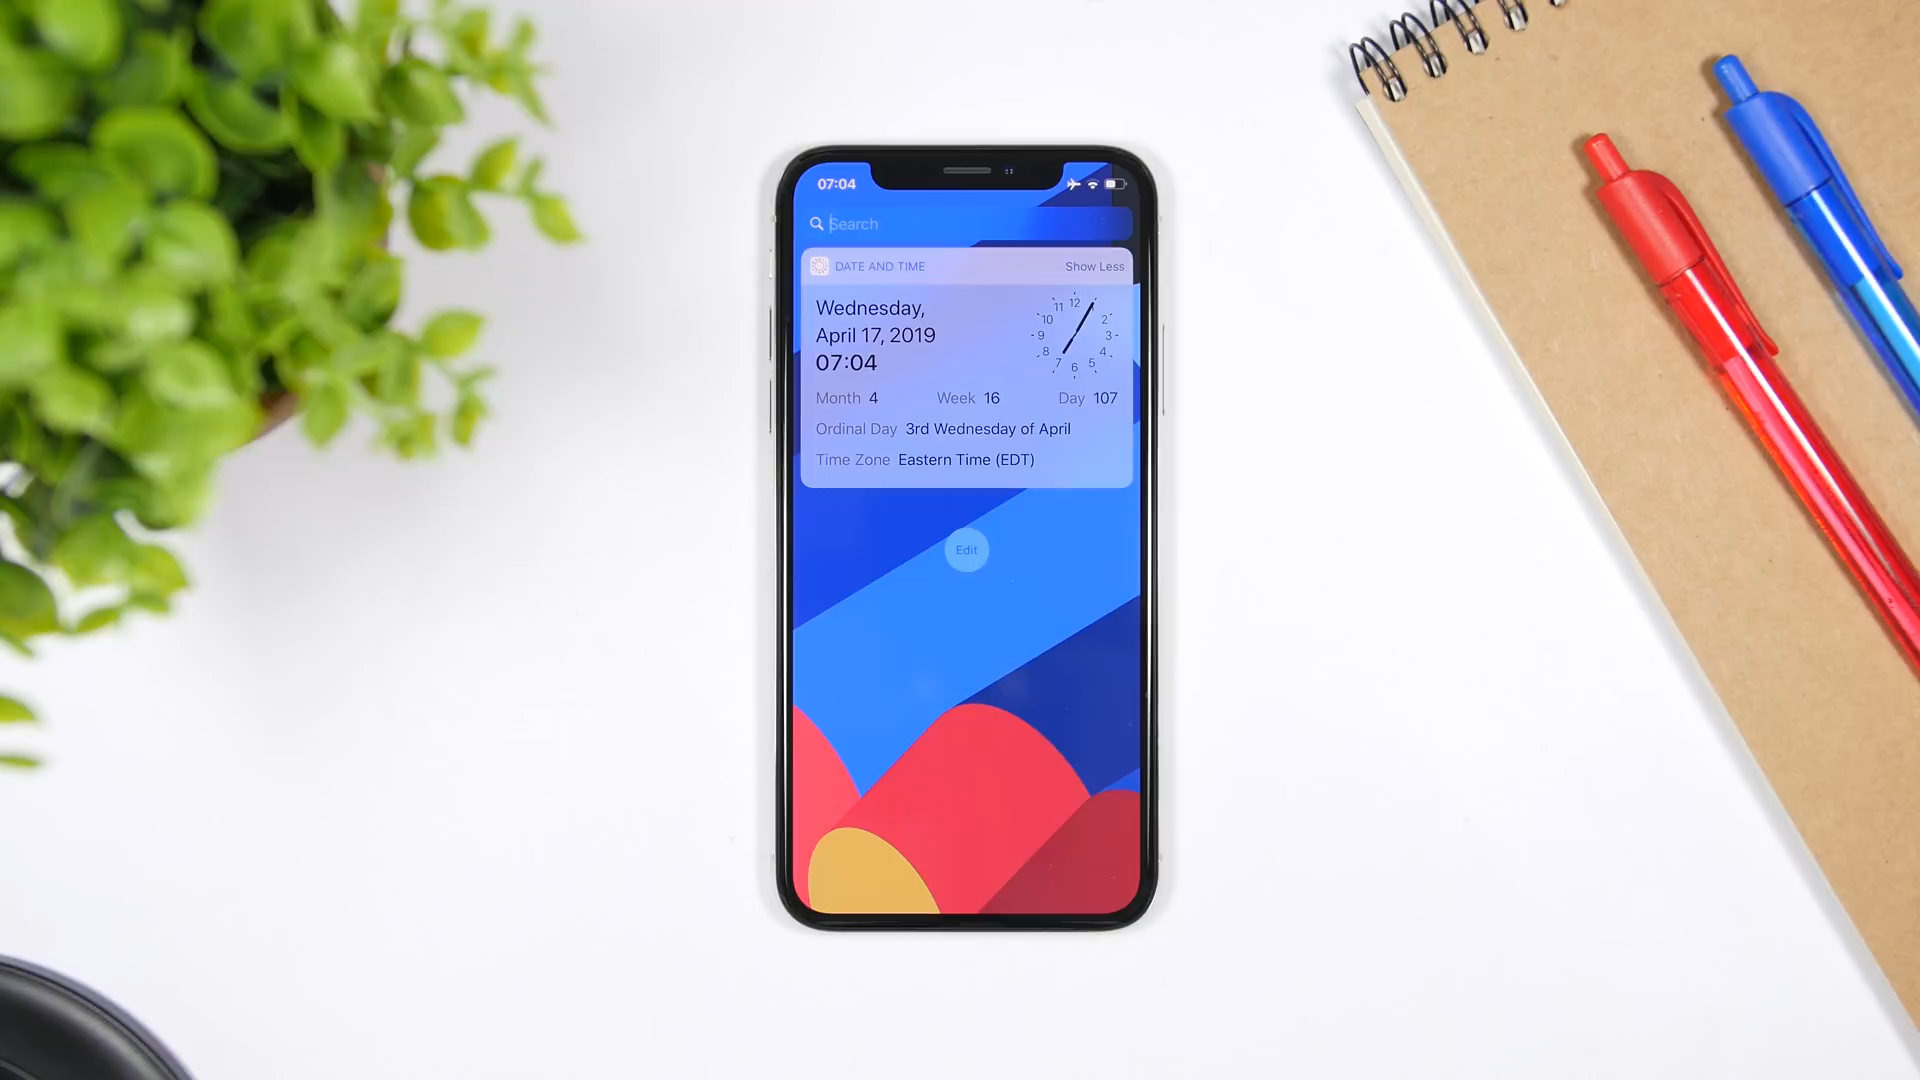 07:04
Search
DATE AND TIME Show Less
Wednesday,
April 17, 2019
07:04
11 12 2 10 9 3 8 4 7 6 5
Month 4 Week 16 Day 107
Ordinal Day 3rd Wednesday of April
Time Zone Eastern Time (EDT)
Edit